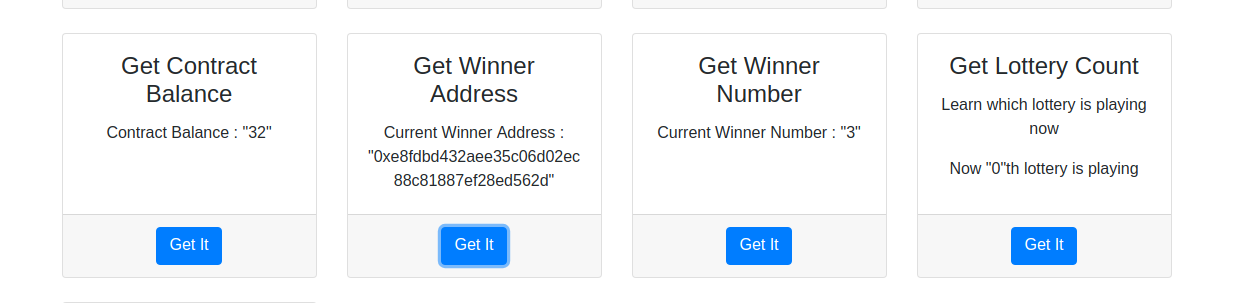 Get Contract
Balance
Contract Balance : "32"
Get It
Get Winner
Address
Current Winner Address :
"0xe8fdbd432aee35c06d02ec
88c81887ef28ed562d"
Get It
Get Winner
Number
Current Winner Number : "3"
Get It
Get Lottery Count
Learn which lottery is playing
now
Now "0"th lottery is playing
Get It